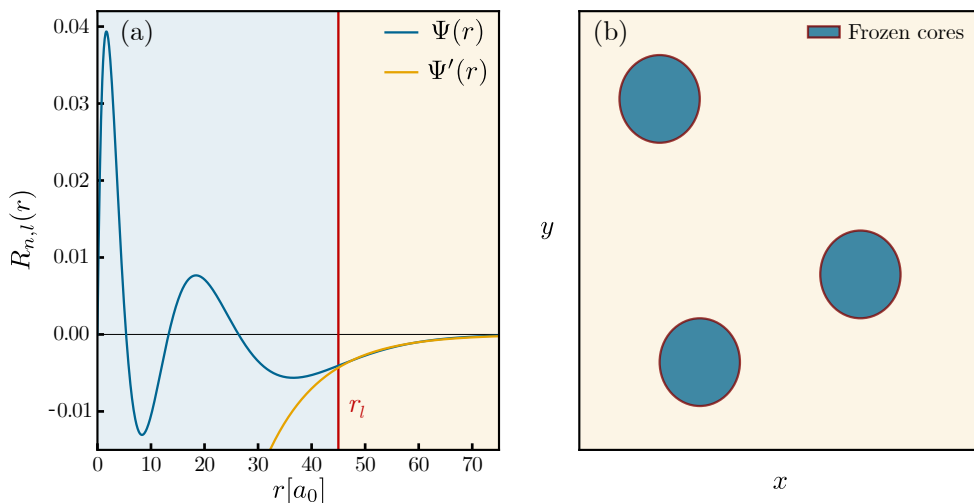 (a)
Ψ(r)
Ψ′(r)
0.04
0.03
0.02
0.01
0.00
-0.01
R_{n,l}(r)
r_l
0
10
20
30
40
50
60
70
r[a_0]
(b)
Frozen cores
y
x